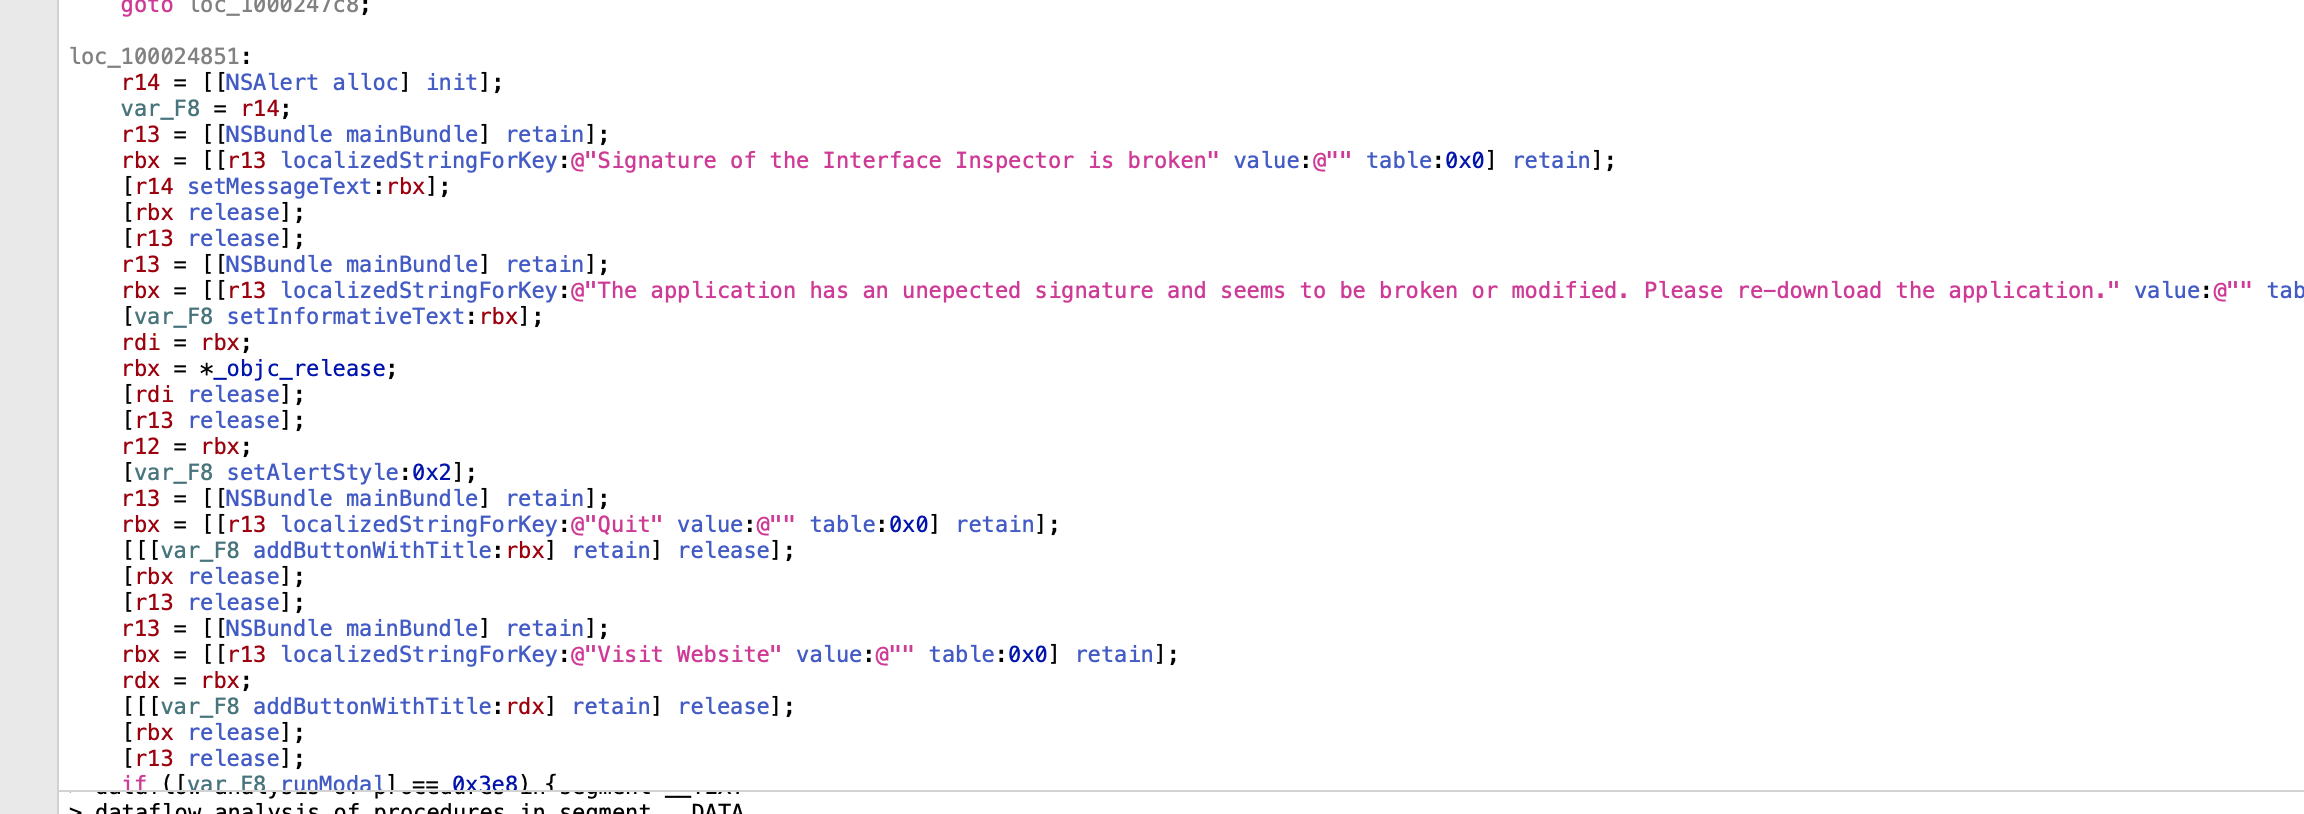 goto loc_1000247c8;
loc_100024851:
r14 = [[NSAlert alloc] init];
var_F8 = r14;
r13 = [[NSBundle mainBundle] retain];
rbx = [[r13 localizedStringForKey:@"Signature of the Interface Inspector is broken" value:@"" table:0x0] retain];
[r14 setMessageText:rbx];
[rbx release];
[r13 release];
r13 = [[NSBundle mainBundle] retain];
rbx = [[r13 localizedStringForKey:@"The application has an unepected signature and seems to be broken or modified. Please re-download the application." value:@"" tab
[var_F8 setInformativeText:rbx];
rdi = rbx;
rbx = *_objc_release;
[rdi release];
[r13 release];
r12 = rbx;
[var_F8 setAlertStyle:0x2];
r13 = [[NSBundle mainBundle] retain];
rbx = [[r13 localizedStringForKey:@"Quit" value:@"" table:0x0] retain];
[[[var_F8 addButtonWithTitle:rbx] retain] release];
[rbx release];
[r13 release];
r13 = [[NSBundle mainBundle] retain];
rbx = [[r13 localizedStringForKey:@"Visit Website" value:@"" table:0x0] retain];
rdx = rbx;
[[[var_F8 addButtonWithTitle:rdx] retain] release];
[rbx release];
[r13 release];
if ([var_F8 runModal] == 0x3e8) {
> dataflow analysis of procedures in segment __TEXT
> dataflow analysis of procedures in segment __DATA